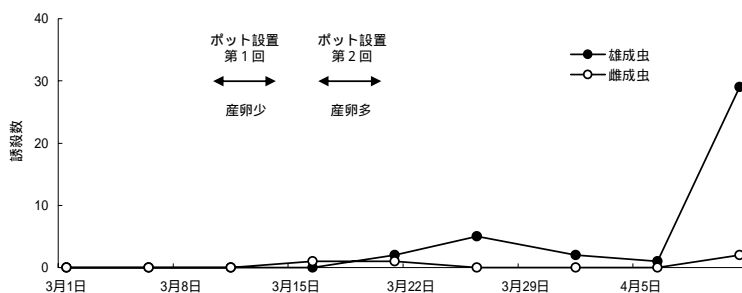 40
30
20
10
0
誘殺数
ポット設置
第1回
産卵少
ポット設置
第2回
産卵多
雄成虫
雌成虫
3月1日
3月8日
3月15日
3月22日
3月29日
4月5日